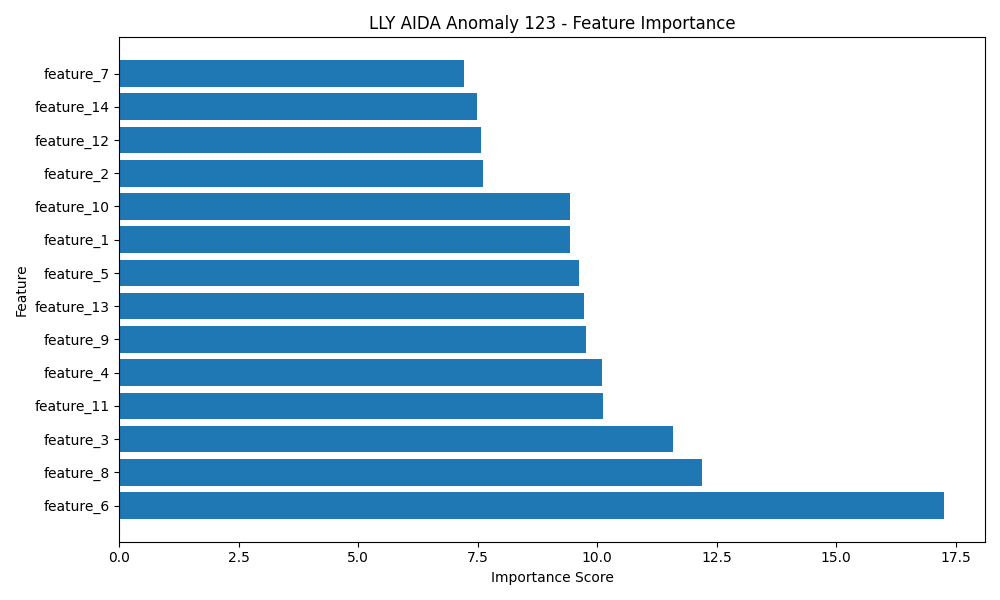 LLY AIDA Anomaly 123 - Feature Importance
feature_7
feature_14
feature_12
feature_2
feature_10
feature_1
feature_5
feature_13
feature_9
feature_4
feature_11
feature_3
feature_8
feature_6
Feature
0.0 2.5 5.0 7.5 10.0 12.5 15.0 17.5
Importance Score